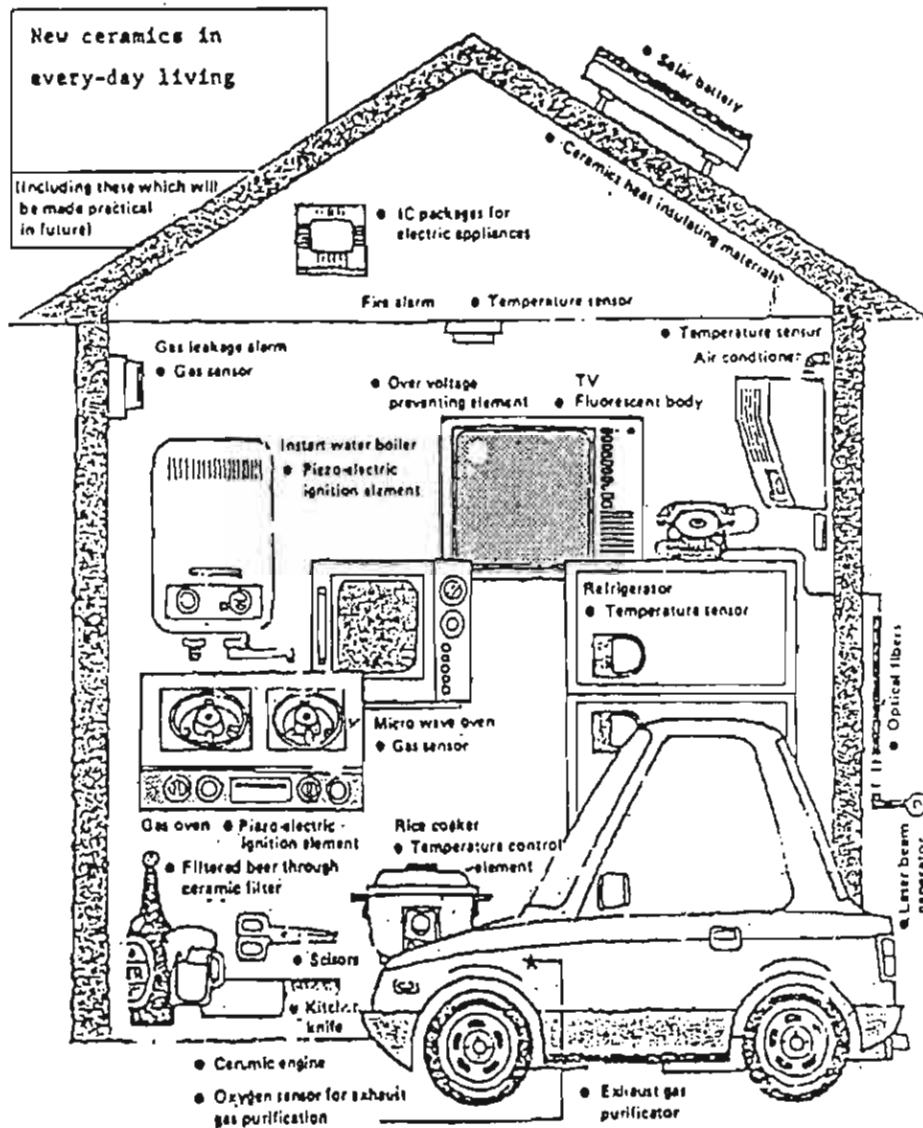 New ceramics in
every-day living
(Including these which will
be made practical
in future)
● Solar battery
● Ceramics heat insulating materials
● IC packages for
electric appliances
Fire alarm ● Temperature sensor
● Temperature sensur
Air condtioner
Gas leakage alarm
● Gas sensor
● Over voltage
preventing element
TV
● Fluorescent body
Instant water boiler
● Piezo-electric
ignition element
Refrigerator
● Temperature sensor
● Optical fibers
Micro wave oven
● Gas sensor
Gas oven ● Piezo-electric
ignition element
Rice cooker
● Temperature control
element
● Laser beam
● Filtered beer through
ceramic filter
● Scisors
● Kitchen
knife
● Ceramic engine
● Oxygen sensor for exhaust
gas purification
● Exhaust gas
purificator